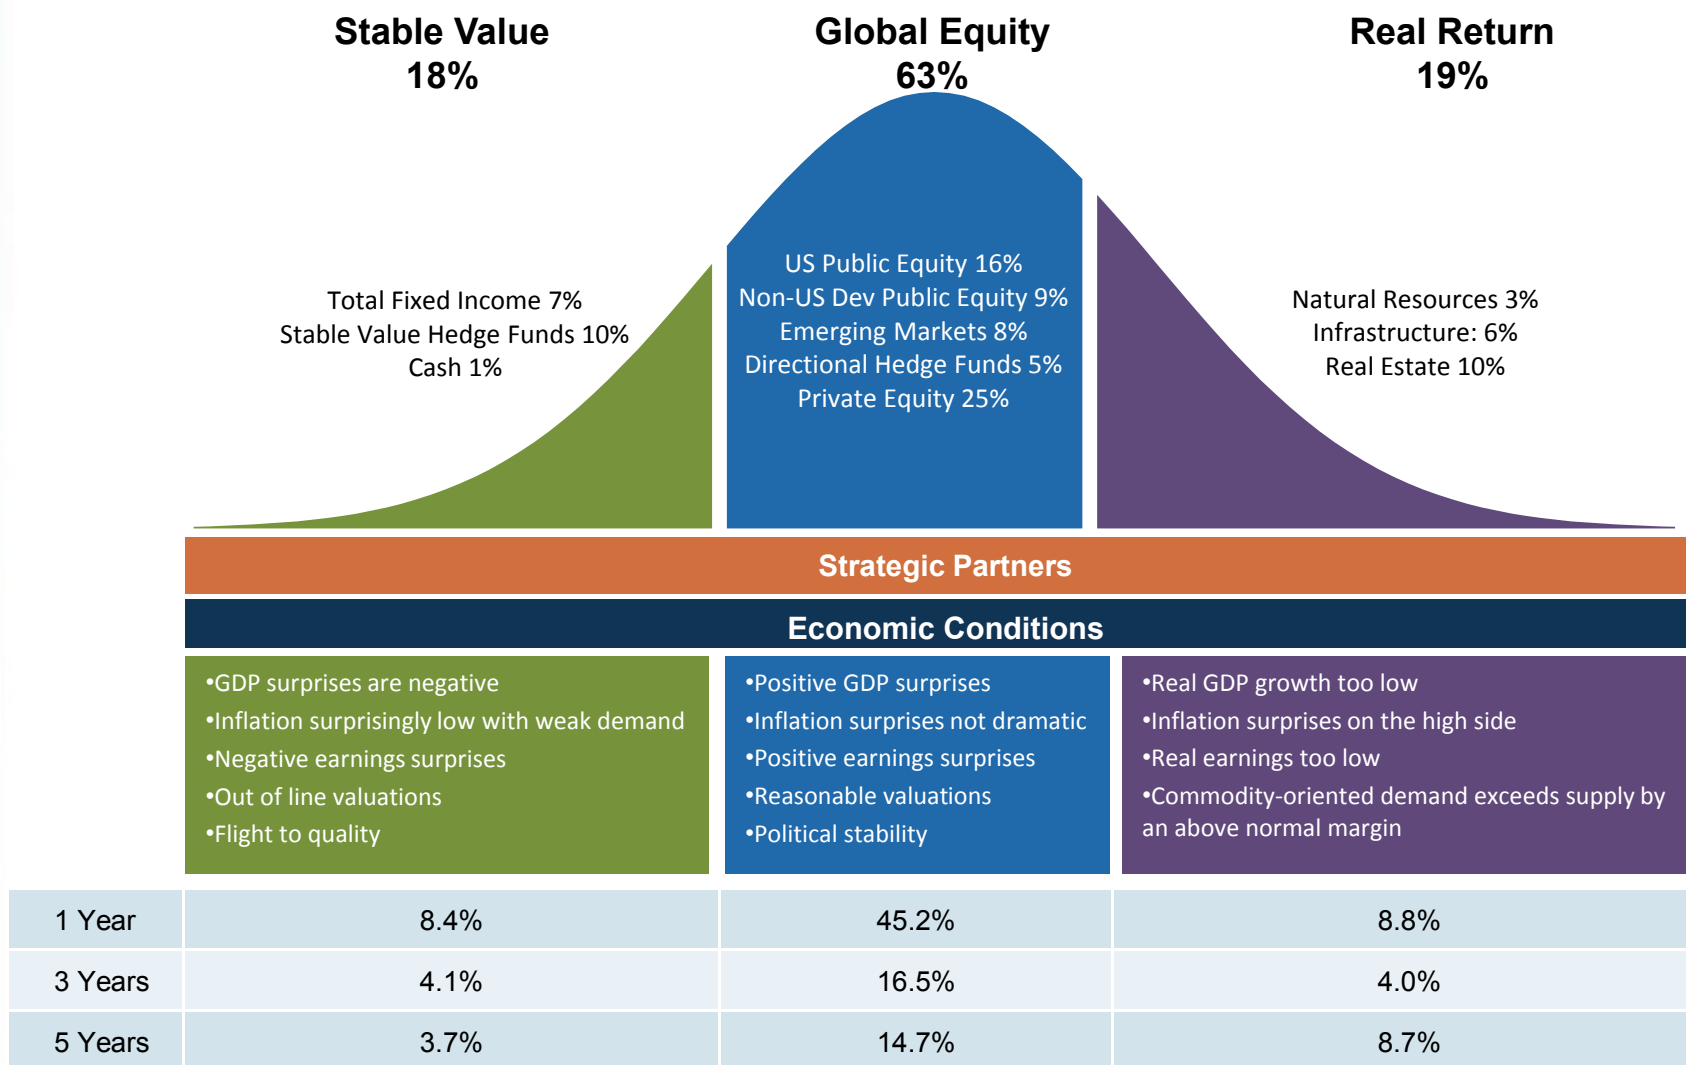 Stable Value
18%
Global Equity
63%
Real Return
19%
Total Fixed Income 7%
Stable Value Hedge Funds 10%
Cash 1%
US Public Equity 16%
Non-US Dev Public Equity 9%
Emerging Markets 8%
Directional Hedge Funds 5%
Private Equity 25%
Natural Resources 3%
Infrastructure: 6%
Real Estate 10%
Strategic Partners
Economic Conditions
•GDP surprises are negative
•Inflation surprisingly low with weak demand
•Negative earnings surprises
•Out of line valuations
•Flight to quality
•Positive GDP surprises
•Inflation surprises not dramatic
•Positive earnings surprises
•Reasonable valuations
•Political stability
•Real GDP growth too low
•Inflation surprises on the high side
•Real earnings too low
•Commodity-oriented demand exceeds supply by
an above normal margin
1 Year 8.4% 45.2% 8.8%
3 Years 4.1% 16.5% 4.0%
5 Years 3.7% 14.7% 8.7%